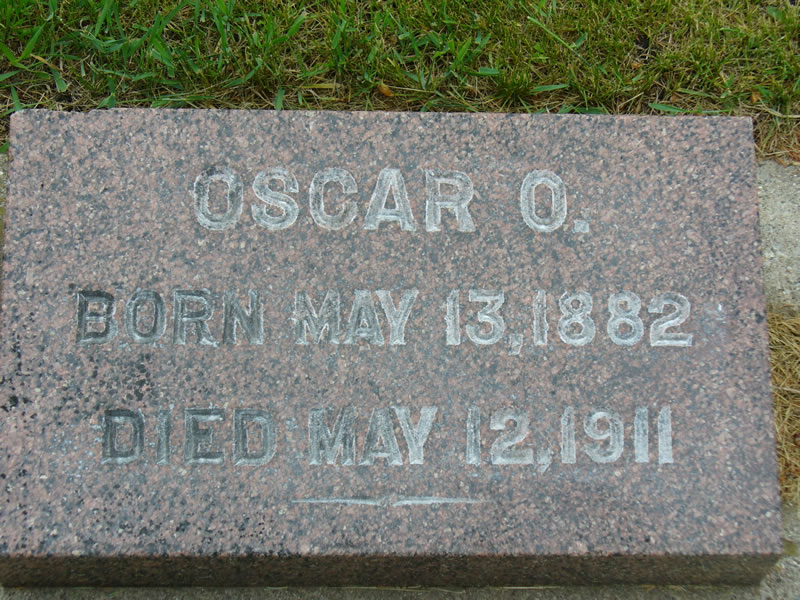 OSCAR O.
BORN MAY 13, 1882
DIED MAY 12, 1911